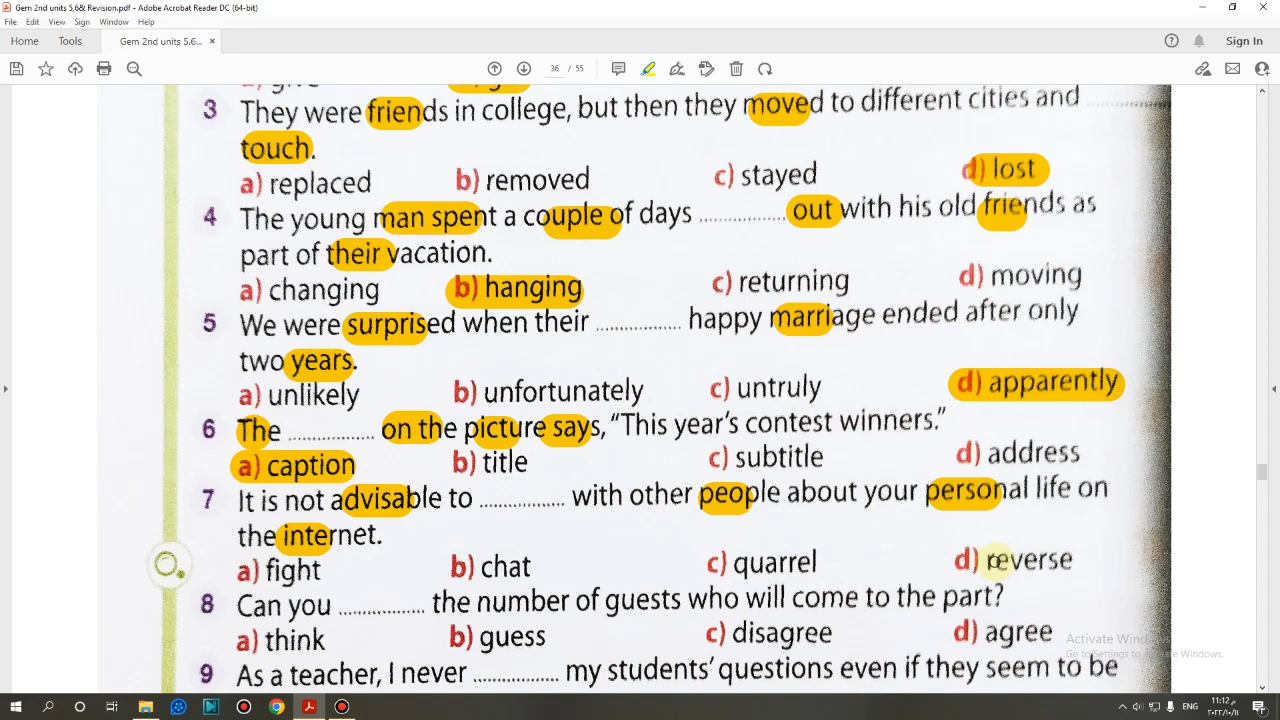 Gem 2nd units 5,6& Revision.pdf - Adobe Acrobat Reader DC (64-bit)
File Edit View Sign Window Help
Home Tools Gem 2nd units 5,6... × Sign In
36 / 55
3 They were friends in college, but then they moved to different cities and ..............
touch.
a) replaced b) removed c) stayed d) lost
4 The young man spent a couple of days .............. out with his old friends as
part of their vacation.
a) changing b) hanging c) returning d) moving
5 We were surprised when their .............. happy marriage ended after only
two years.
a) unlikely b) unfortunately c) untruly d) apparently
6 The .............. on the picture says, “This year’s contest winners.”
a) caption b) title c) subtitle d) address
7 It is not advisable to .............. with other people about your personal life on
the internet.
a) fight b) chat c) quarrel d) reverse
8 Can you .............. the number of guests who will come to the part?
a) think b) guess c) disagree d) agree
Activate Windows
Go to Settings to activate Windows.
9 As a teacher, I never .............. my students’ questions even if they seem to be
ENG